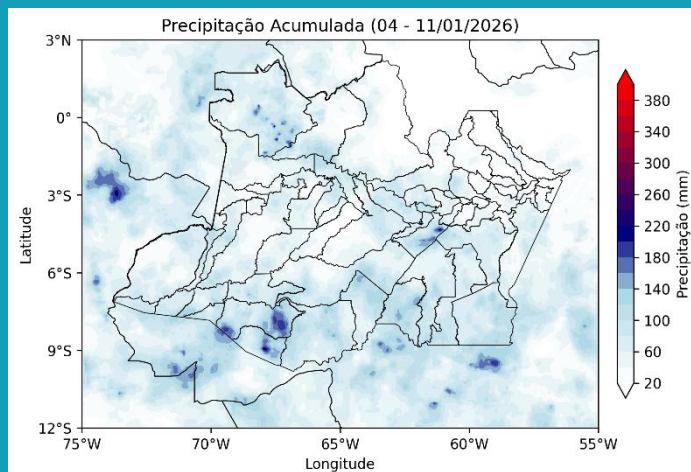 Precipitação Acumulada (04 - 11/01/2026)
3°N
0°
3°S
6°S
9°S
12°S
Latitude
75°W 70°W 65°W 60°W 55°W
Longitude
380
340
300
260
220
180
140
100
60
20
Precipitação (mm)